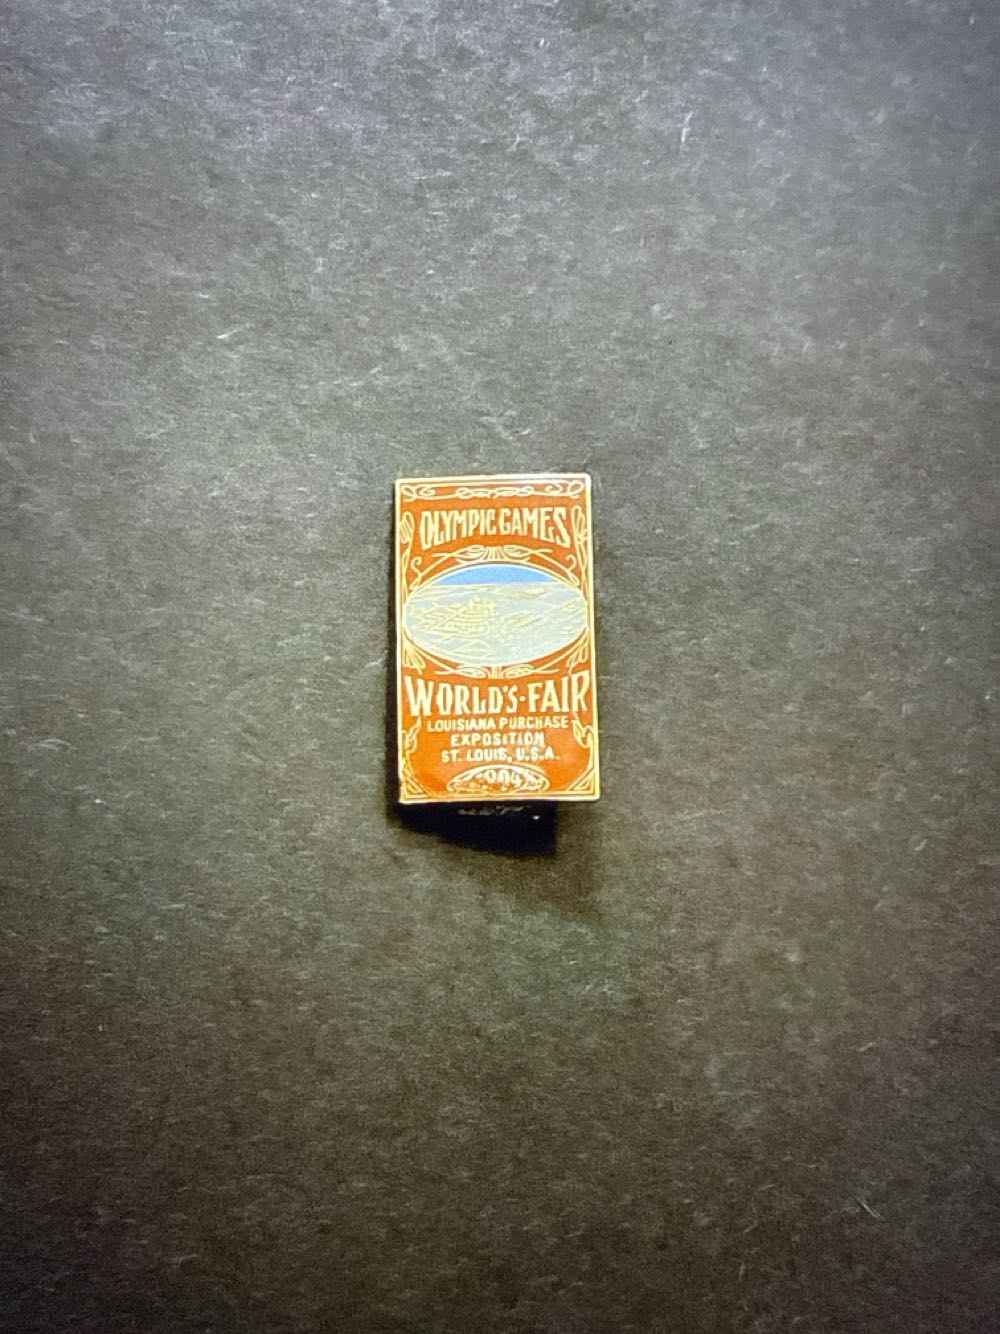 OLYMPIC GAMES
WORLD'S-FAIR
LOUISIANA PURCHASE
EXPOSITION
ST. LOUIS, U.S.A.